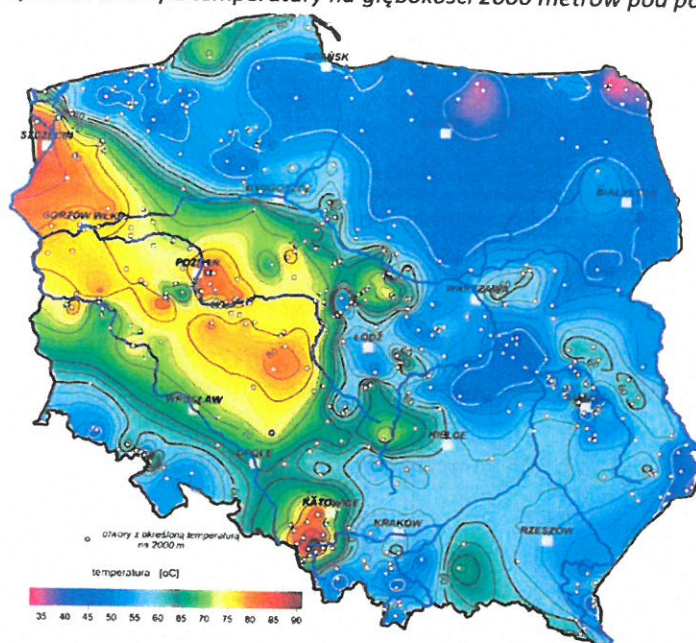 temperatury na głębokości 2000 metrów pod po
GDAŃSK
SZCZECIN
BYDGOSZCZ
BIAŁYSTOK
GORZÓW WLKP
POZNAŃ
WARSZAWA
ŁÓDŹ
WROCŁAW
OPOLE
KIELCE
KATOWICE
KRAKÓW
RZESZÓW
otwory z określoną temperaturą
na 2000 m
temperatura [oC]
35 40 45 50 55 60 65 70 75 80 85 90